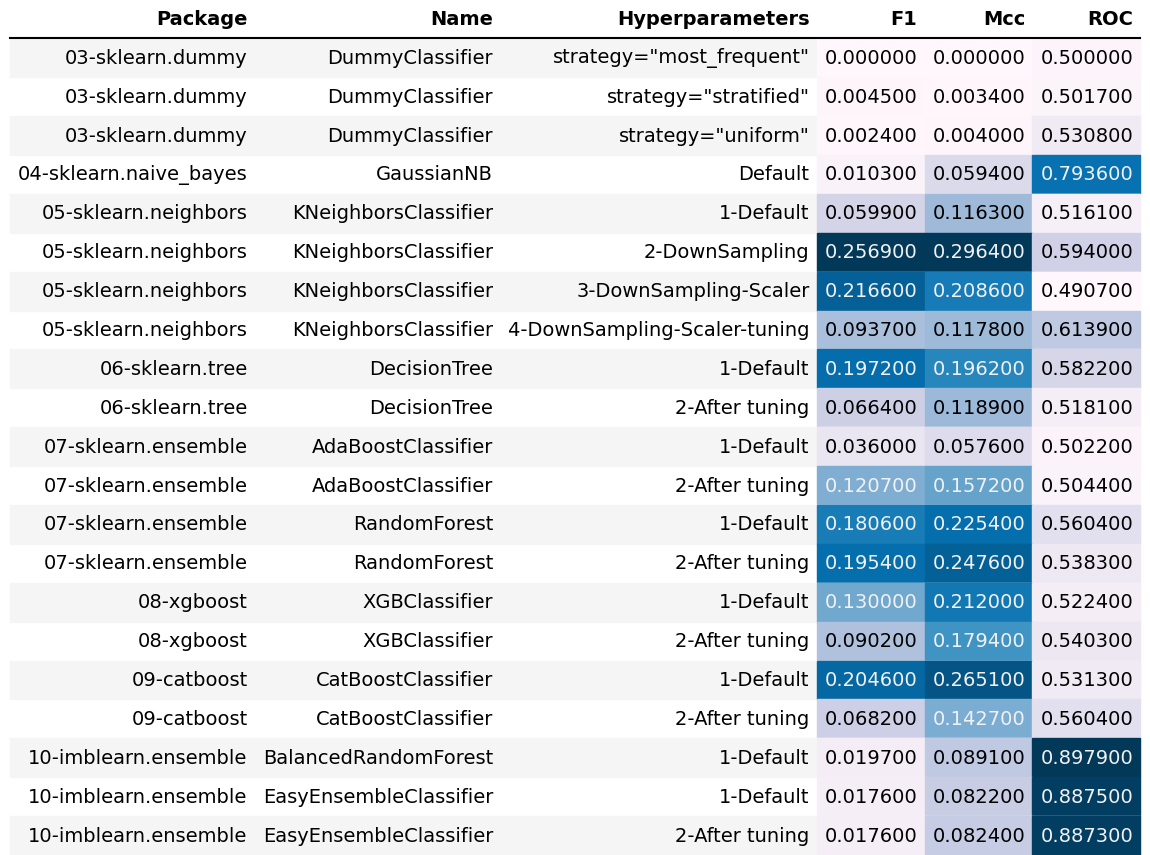 Package Name Hyperparameters F1 Mcc ROC
03-sklearn.dummy DummyClassifier strategy="most_frequent" 0.000000 0.000000 0.500000
03-sklearn.dummy DummyClassifier strategy="stratified" 0.004500 0.003400 0.501700
03-sklearn.dummy DummyClassifier strategy="uniform" 0.002400 0.004000 0.530800
04-sklearn.naive_bayes GaussianNB Default 0.010300 0.059400 0.793600
05-sklearn.neighbors KNeighborsClassifier 1-Default 0.059900 0.116300 0.516100
05-sklearn.neighbors KNeighborsClassifier 2-DownSampling 0.256900 0.296400 0.594000
05-sklearn.neighbors KNeighborsClassifier 3-DownSampling-Scaler 0.216600 0.208600 0.490700
05-sklearn.neighbors KNeighborsClassifier 4-DownSampling-Scaler-tuning 0.093700 0.117800 0.613900
06-sklearn.tree DecisionTree 1-Default 0.197200 0.196200 0.582200
06-sklearn.tree DecisionTree 2-After tuning 0.066400 0.118900 0.518100
07-sklearn.ensemble AdaBoostClassifier 1-Default 0.036000 0.057600 0.502200
07-sklearn.ensemble AdaBoostClassifier 2-After tuning 0.120700 0.157200 0.504400
07-sklearn.ensemble RandomForest 1-Default 0.180600 0.225400 0.560400
07-sklearn.ensemble RandomForest 2-After tuning 0.195400 0.247600 0.538300
08-xgboost XGBClassifier 1-Default 0.130000 0.212000 0.522400
08-xgboost XGBClassifier 2-After tuning 0.090200 0.179400 0.540300
09-catboost CatBoostClassifier 1-Default 0.204600 0.265100 0.531300
09-catboost CatBoostClassifier 2-After tuning 0.068200 0.142700 0.560400
10-imblearn.ensemble BalancedRandomForest 1-Default 0.019700 0.089100 0.897900
10-imblearn.ensemble EasyEnsembleClassifier 1-Default 0.017600 0.082200 0.887500
10-imblearn.ensemble EasyEnsembleClassifier 2-After tuning 0.017600 0.082400 0.887300